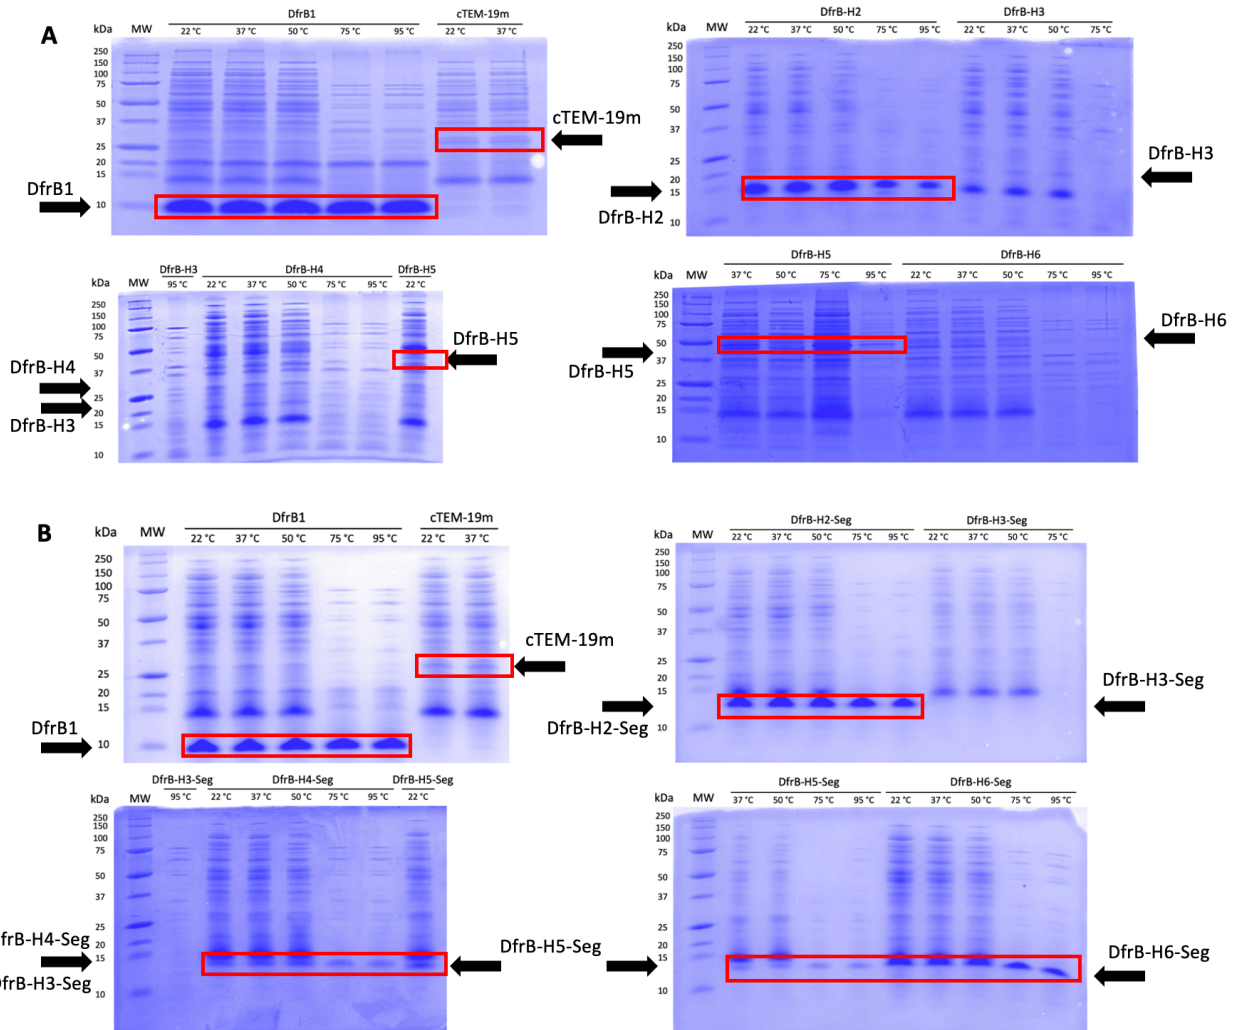 A
DfrB1 cTEM-19m
kDa MW 22 °C 37 °C 50 °C 75 °C 95 °C 22 °C 37 °C
250
150
100
75
50
37
25
20
15
10
cTEM-19m
DfrB1
DfrB-H2 DfrB-H3
kDa MW 22 °C 37 °C 50 °C 75 °C 95 °C 22 °C 37 °C 50 °C 75 °C
250
150
100
75
50
37
25
20
15
10
DfrB-H3
DfrB-H2
DfrB-H3 DfrB-H4 DfrB-H5
kDa MW 95 °C 22 °C 37 °C 50 °C 75 °C 95 °C 22 °C
250
150
100
75
50
37
25
20
15
10
DfrB-H5
DfrB-H4
DfrB-H3
DfrB-H5 DfrB-H6
kDa MW 37 °C 50 °C 75 °C 95 °C 22 °C 37 °C 50 °C 75 °C 95 °C
250
150
100
75
50
37
25
20
15
10
DfrB-H6
DfrB-H5
B
DfrB1 cTEM-19m
kDa MW 22 °C 37 °C 50 °C 75 °C 95 °C 22 °C 37 °C
250
150
100
75
50
37
25
20
15
10
cTEM-19m
DfrB1
DfrB-H2-Seg DfrB-H3-Seg
kDa MW 22 °C 37 °C 50 °C 75 °C 95 °C 22 °C 37 °C 50 °C 75 °C
250
150
100
75
50
37
25
20
15
10
DfrB-H3-Seg
DfrB-H2-Seg
DfrB-H3-Seg DfrB-H4-Seg DfrB-H5-Seg
kDa MW 95 °C 22 °C 37 °C 50 °C 75 °C 95 °C 22 °C
250
150
100
75
50
37
25
20
15
10
frB-H4-Seg
DfrB-H5-Seg
frB-H3-Seg
DfrB-H5-Seg DfrB-H6-Seg
kDa MW 37 °C 50 °C 75 °C 95 °C 22 °C 37 °C 50 °C 75 °C 95 °C
250
150
100
75
50
37
25
20
15
10
DfrB-H6-Seg